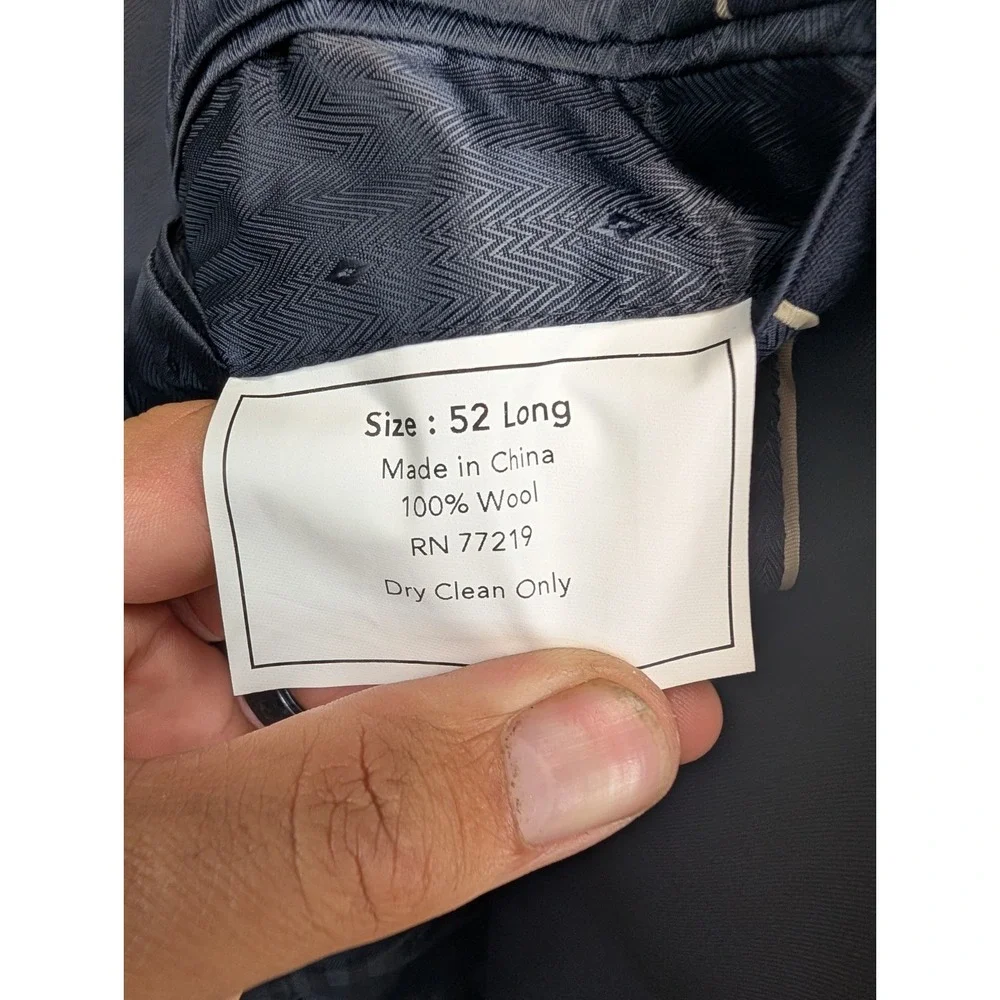 Size : 52 Long
Made in China
100% Wool
RN 77219
Dry Clean Only